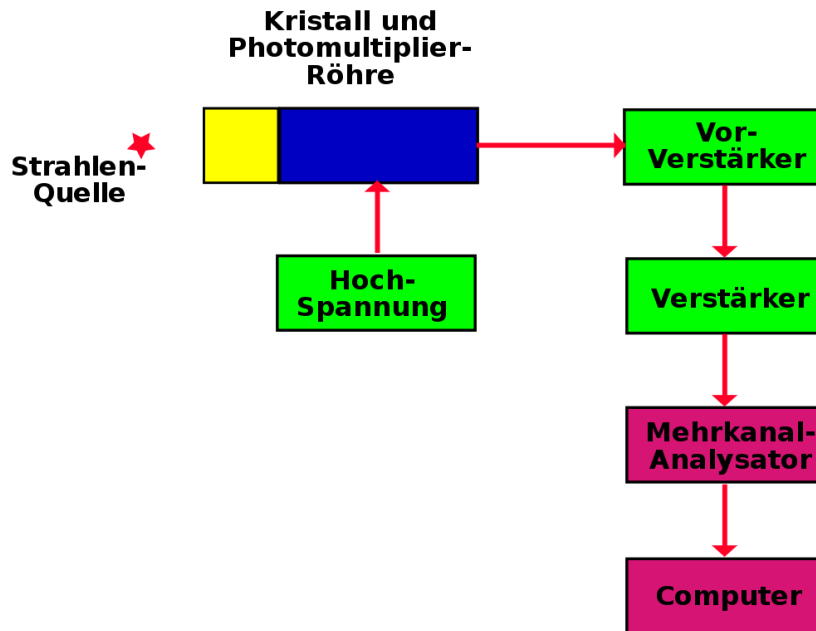 Kristall und
Photomultiplier-
Röhre
Strahlen-
Quelle
Vor-
Verstärker
Hoch-
Spannung
Verstärker
Mehrkanal-
Analysator
Computer